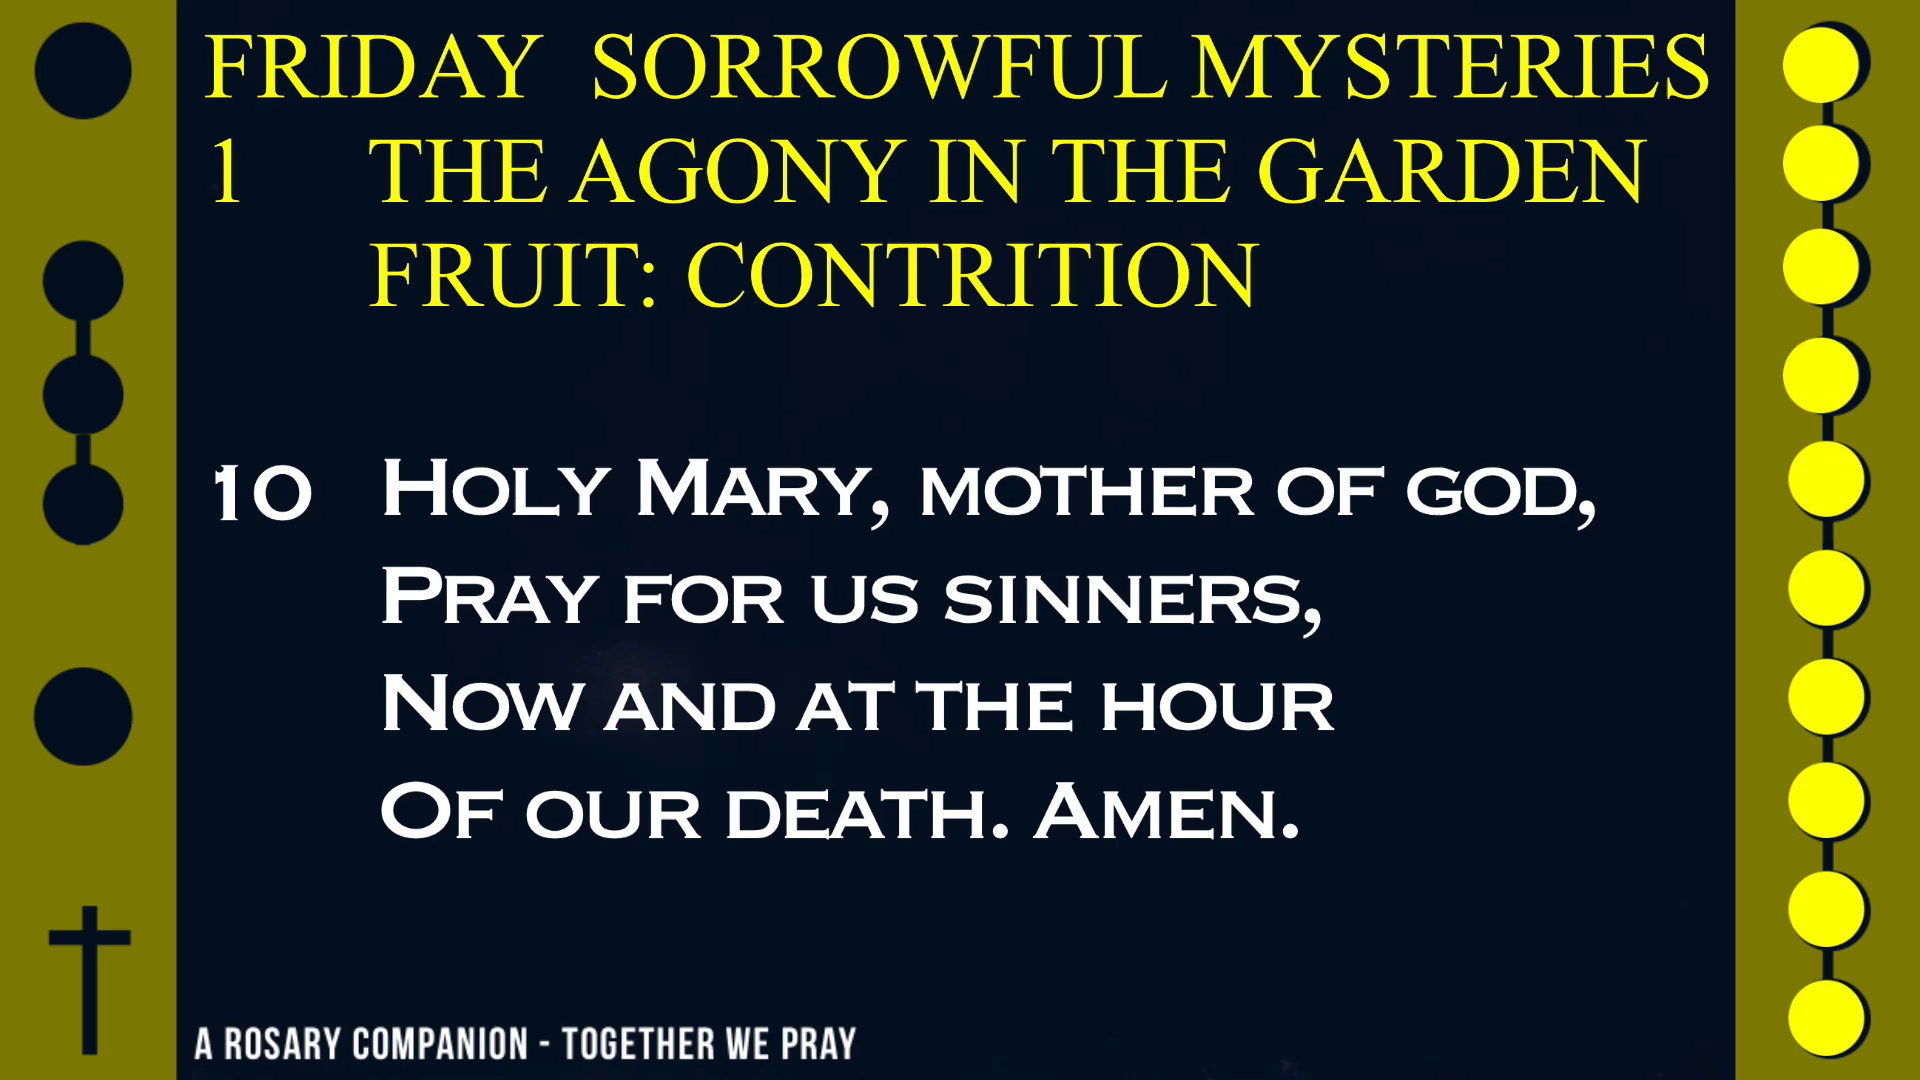 FRIDAY  SORROWFUL MYSTERIES
1 THE AGONY IN THE GARDEN
FRUIT: CONTRITION
10 Holy Mary, mother of god,
Pray for us sinners,
Now and at the hour
Of our death. Amen.
A ROSARY COMPANION - TOGETHER WE PRAY